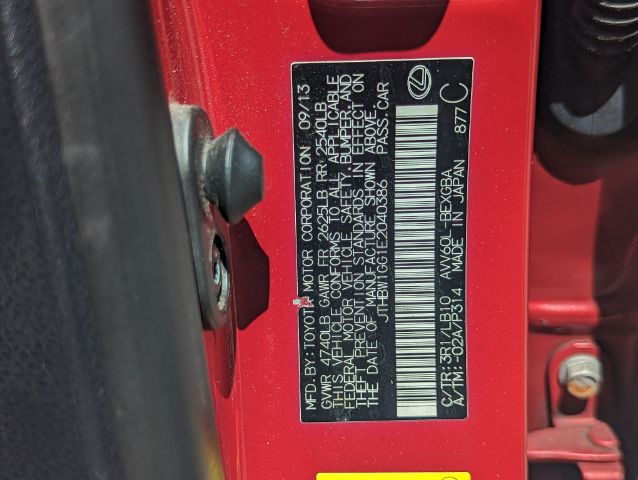 MFD.BY:TOYOTA MOTOR CORPORATION 09/13
GVWR 4740LB GAWR FR 2625LB RR 2540LB
THIS VEHICLE CONFORMS TO ALL APPLICABLE
FEDERAL MOTOR VEHICLE SAFETY, BUMPER, AND
THEFT PREVENTION STANDARDS IN EFFECT ON
THE DATE OF MANUFACTURE SHOWN ABOVE.
JTHBW1GG1E2040386 PASS.CAR
C/TR:3R1/LB10 AVV60L-BEXGBA
A/TM:-02A/P314 MADE IN JAPAN 877C